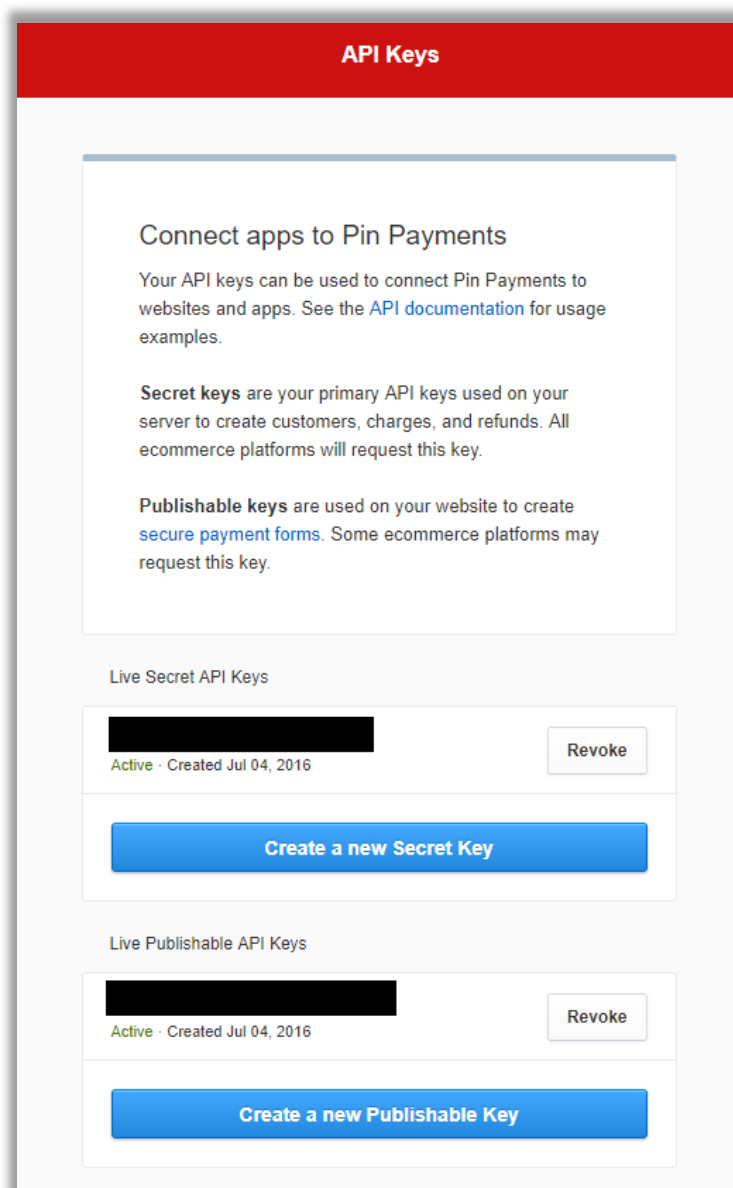 API Keys
Connect apps to Pin Payments
Your API keys can be used to connect Pin Payments to
websites and apps. See the API documentation for usage
examples.
Secret keys are your primary API keys used on your
server to create customers, charges, and refunds. All
ecommerce platforms will request this key.
Publishable keys are used on your website to create
secure payment forms. Some ecommerce platforms may
request this key.
Live Secret API Keys
Active · Created Jul 04, 2016
Revoke
Create a new Secret Key
Live Publishable API Keys
Active · Created Jul 04, 2016
Revoke
Create a new Publishable Key